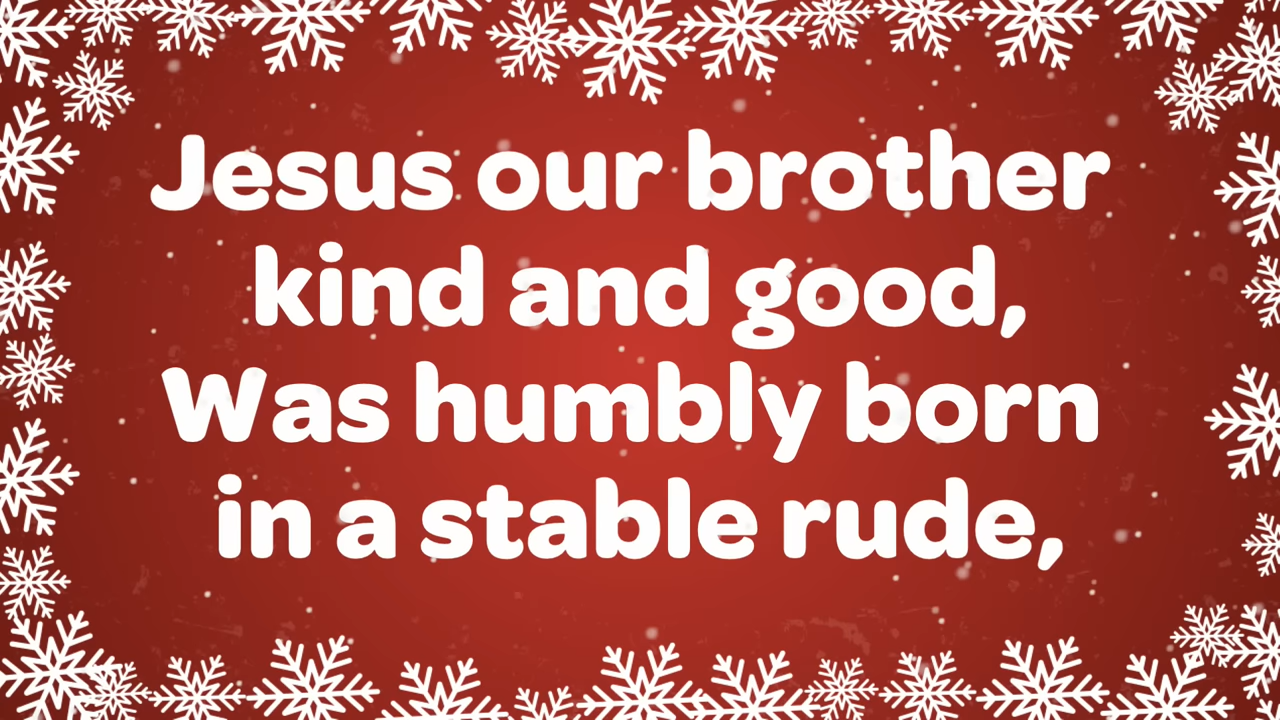 Jesus our brother
kind and good,
Was humbly born
in a stable rude,